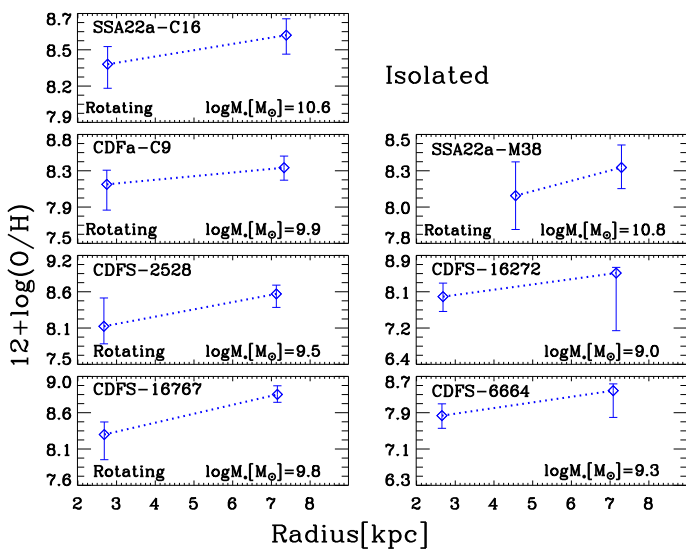 Isolated
12+log(O/H)
SSA22a-C16
8.7
8.5
8.2
7.9
Rotating logM⋆[M⊙]=10.6
CDFa-C9
8.8
8.3
7.9
7.5
Rotating logM⋆[M⊙]=9.9
CDFS-2528
9.2
8.6
8.1
7.5
Rotating logM⋆[M⊙]=9.5
CDFS-16767
9.0
8.6
8.1
7.6
Rotating logM⋆[M⊙]=9.8
2 3 4 5 6 7 8
SSA22a-M38
8.5
8.3
8.0
7.8
Rotating logM⋆[M⊙]=10.8
CDFS-16272
8.9
8.1
7.2
6.4
logM⋆[M⊙]=9.0
CDFS-6664
8.7
7.9
7.1
6.3
logM⋆[M⊙]=9.3
2 3 4 5 6 7 8 9
Radius[kpc]